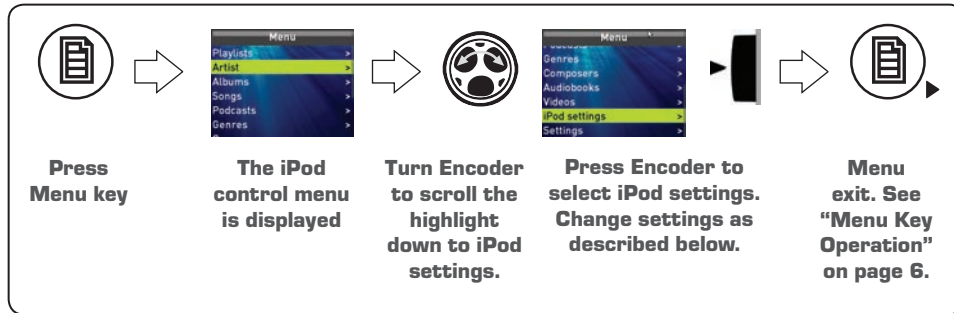 Menu
Playlists >
Artist >
Albums >
Songs >
Podcasts >
Genres >
Menu
Podcasts >
Genres >
Composers >
Audiobooks >
Videos >
iPod settings >
Settings >
Press
Menu key
The iPod
control menu
is displayed
Turn Encoder
to scroll the
highlight
down to iPod
settings.
Press Encoder to
select iPod settings.
Change settings as
described below.
Menu
exit. See
“Menu Key
Operation”
on page 6.